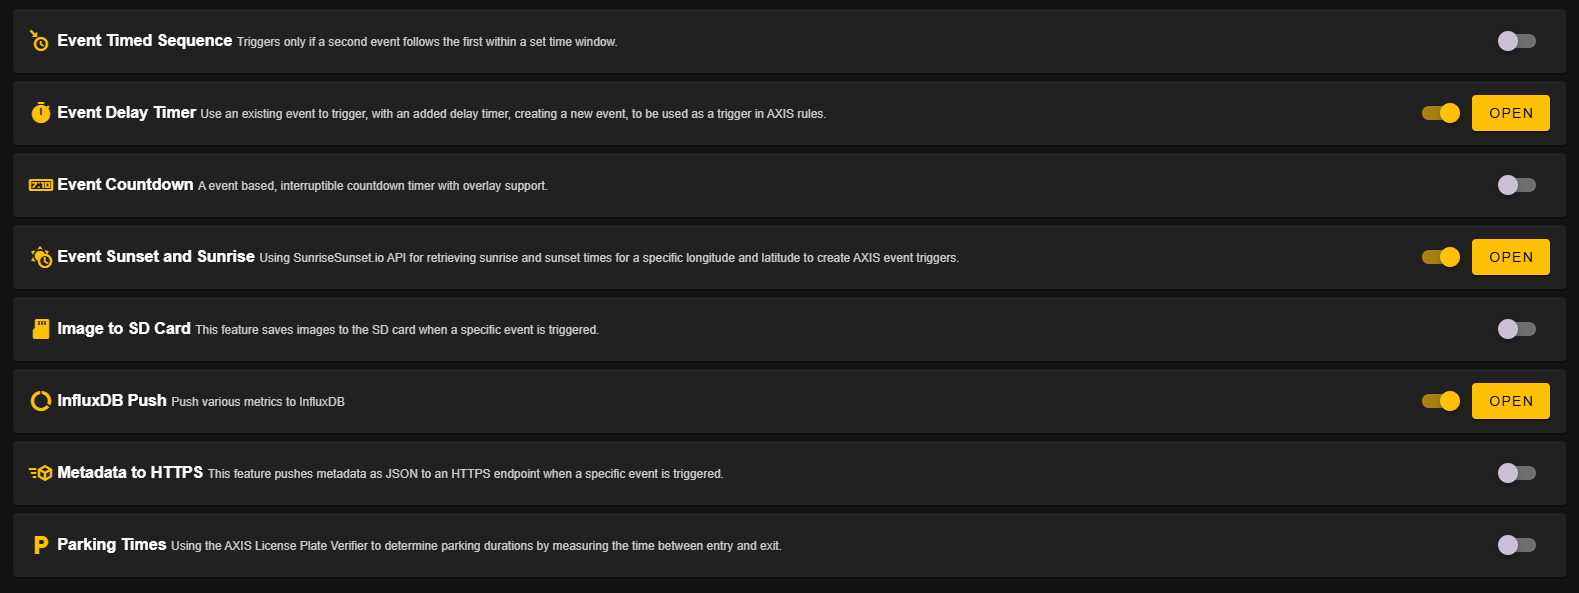 Event Timed Sequence Triggers only if a second event follows the first within a set time window.
Event Delay Timer Use an existing event to trigger, with an added delay timer, creating a new event, to be used as a trigger in AXIS rules. OPEN
7:10 Event Countdown A event based, interruptible countdown timer with overlay support.
Event Sunset and Sunrise Using SunriseSunset.io API for retrieving sunrise and sunset times for a specific longitude and latitude to create AXIS event triggers. OPEN
Image to SD Card This feature saves images to the SD card when a specific event is triggered.
InfluxDB Push Push various metrics to InfluxDB OPEN
Metadata to HTTPS This feature pushes metadata as JSON to an HTTPS endpoint when a specific event is triggered.
P Parking Times Using the AXIS License Plate Verifier to determine parking durations by measuring the time between entry and exit.